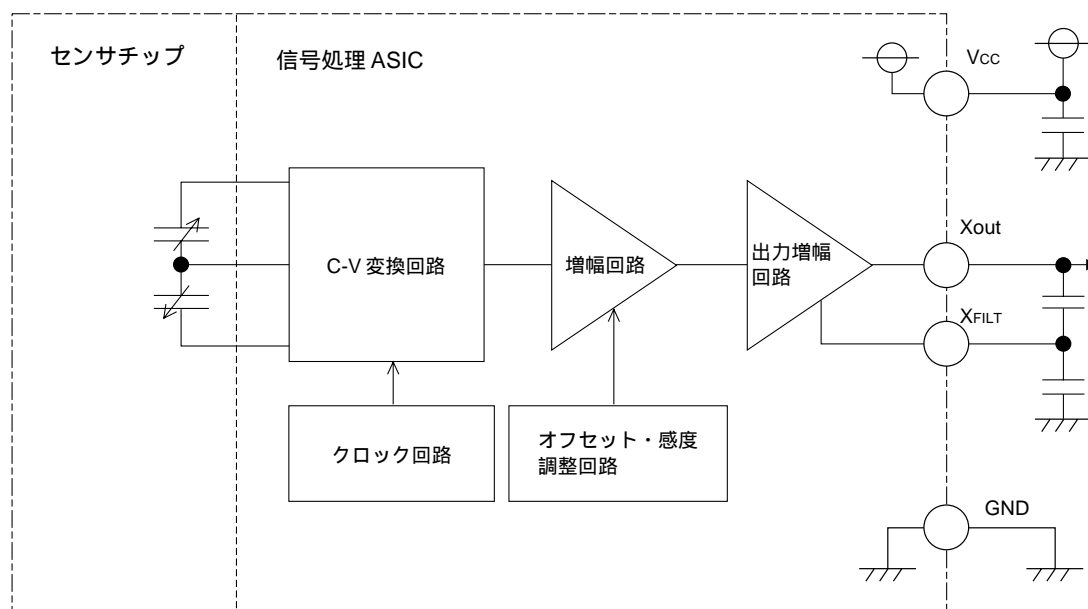 センサチップ
信号処理 ASIC
Vcc
C-V 変換回路
増幅回路
出力増幅
回路
Xout
XFILT
クロック回路
オフセット・感度
調整回路
GND